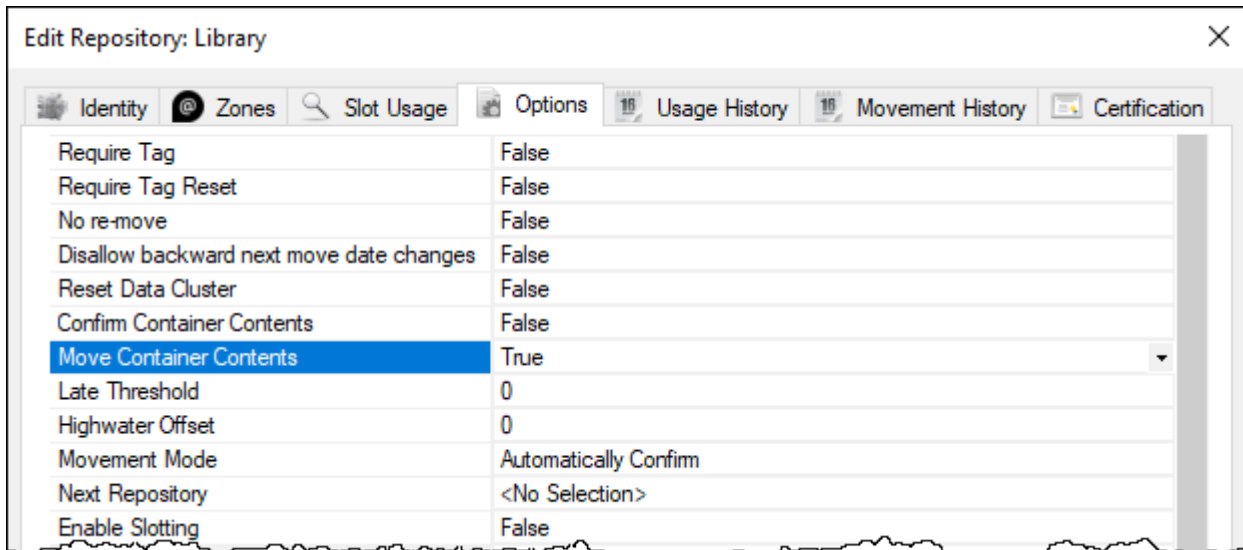 Edit Repository: Library
Identity Zones Slot Usage Options Usage History Movement History Certification
Require Tag False
Require Tag Reset False
No re-move False
Disallow backward next move date changes False
Reset Data Cluster False
Confirm Container Contents False
Move Container Contents True
Late Threshold 0
Highwater Offset 0
Movement Mode Automatically Confirm
Next Repository <No Selection>
Enable Slotting False